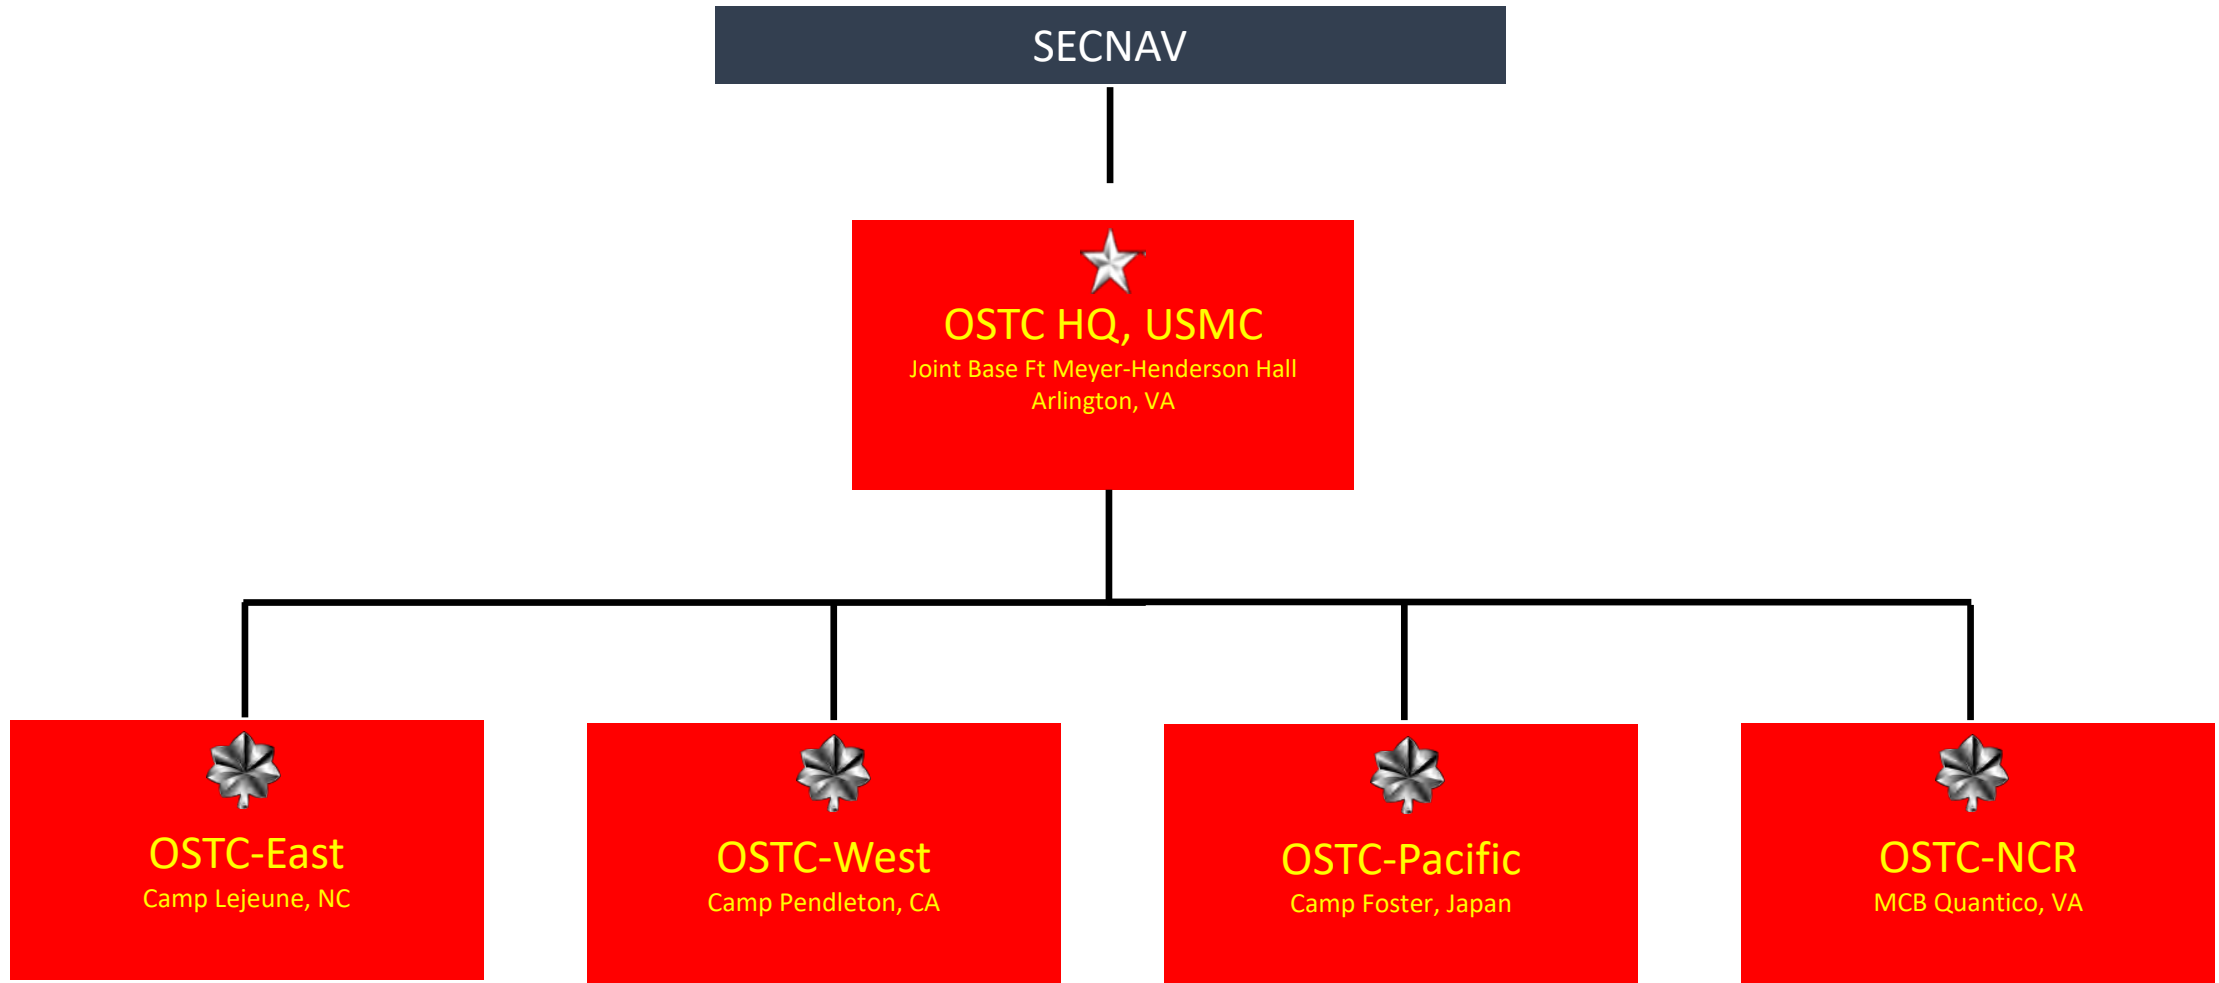 SECNAV
OSTC HQ, USMC
Joint Base Ft Meyer-Henderson Hall
Arlington, VA
OSTC-East
Camp Lejeune, NC
OSTC-West
Camp Pendleton, CA
OSTC-Pacific
Camp Foster, Japan
OSTC-NCR
MCB Quantico, VA